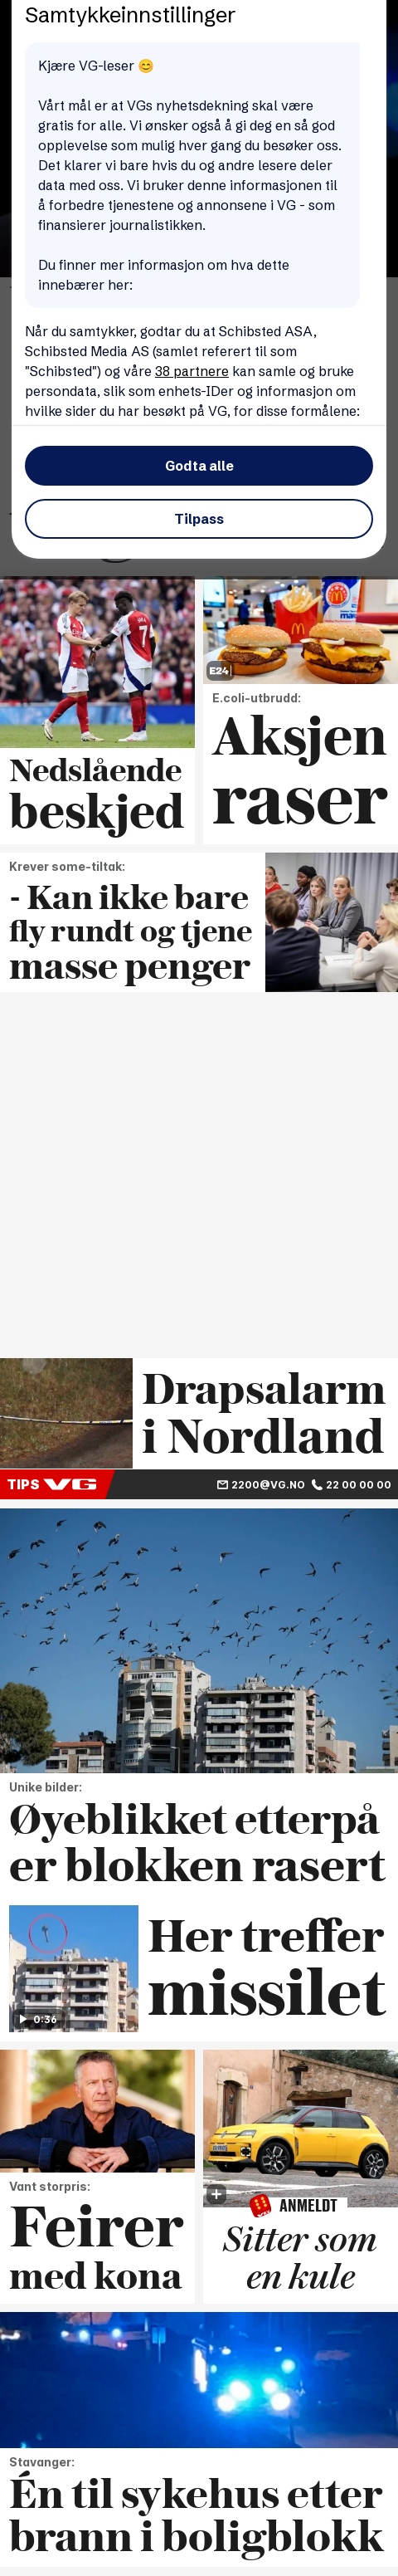 Samtykkeinnstillinger
Kjære VG-leser 😊
Vårt mål er at VGs nyhetsdekning skal være
gratis for alle. Vi ønsker også å gi deg en så god
opplevelse som mulig hver gang du besøker oss.
Det klarer vi bare hvis du og andre lesere deler
data med oss. Vi bruker denne informasjonen til
å forbedre tjenestene og annonsene i VG - som
finansierer journalistikken.
Du finner mer informasjon om hva dette
innebærer her:
Når du samtykker, godtar du at Schibsted ASA,
Schibsted Media AS (samlet referert til som
"Schibsted") og våre 38 partnere kan samle og bruke
persondata, slik som enhets-IDer og informasjon om
hvilke sider du har besøkt på VG, for disse formålene:
Godta alle
Tilpass
7
Nedslående
beskjed
E24
E.coli-utbrudd:
Aksjen
raser
Krever some-tiltak:
- Kan ikke bare
fly rundt og tjene
masse penger
Drapsalarm
i Nordland
TIPS VG 2200@VG.NO 22 00 00 00
Unike bilder:
Øyeblikket etterpå
er blokken rasert
0:36
Her treffer
missilet
Vant storpris:
Feirer
med kona
ANMELDT
Sitter som
en kule
Stavanger:
Én til sykehus etter
brann i boligblokk